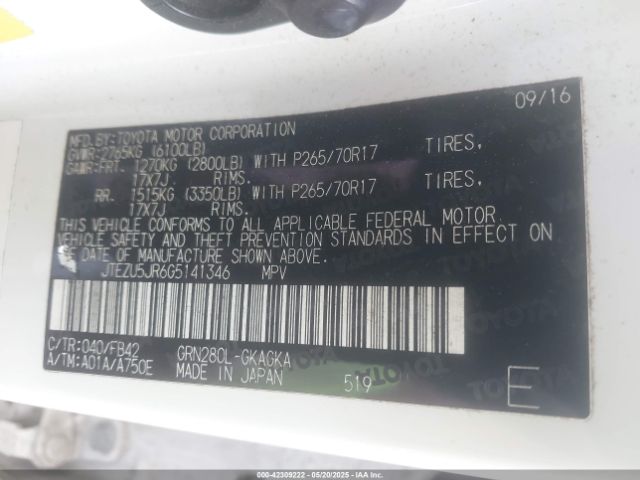 09/16
MFD.BY-TOYOTA MOTOR CORPORATION
GVWR-2765KG (6100LB)
GAWR-FRT. 1270KG (2800LB) WITH P265/70R17 TIRES,
17X7J RIMS.
RR. 1515KG (3350LB) WITH P265/70R17 TIRES,
17X7J RIMS.
THIS VEHICLE CONFORMS TO ALL APPLICABLE FEDERAL MOTOR
VEHICLE SAFETY AND THEFT PREVENTION STANDARDS IN EFFECT ON
DATE OF MANUFACTURE SHOWN ABOVE.
JTEZU5JR6G5141346 MPV
C/TR:040/FB42 GRN280L-GKAGKA
A/TM:A01A/A750E MADE IN JAPAN 519
E
000-42309222 — 05/20/2025 — IAAI.COM